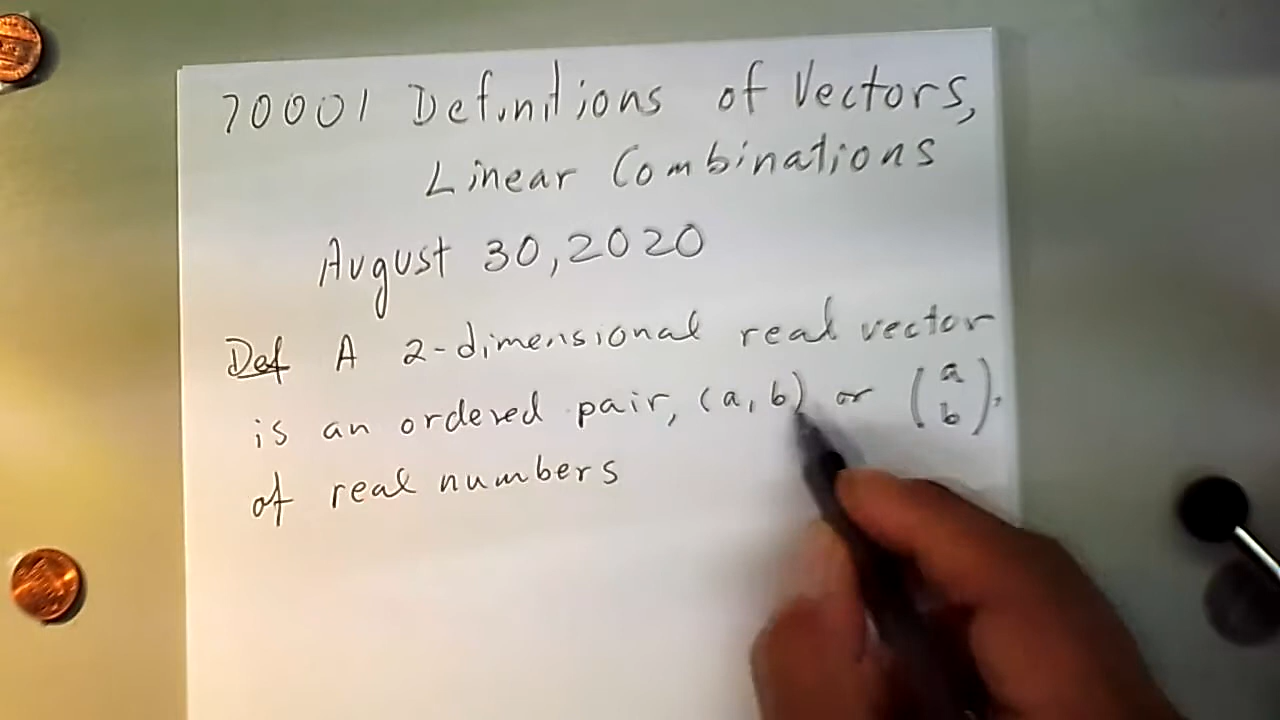 70001 Definitions of Vectors,
Linear Combinations
August 30, 2020
Def A 2-dimensional real vector
is an ordered pair, (a, b) or (a b),
of real numbers